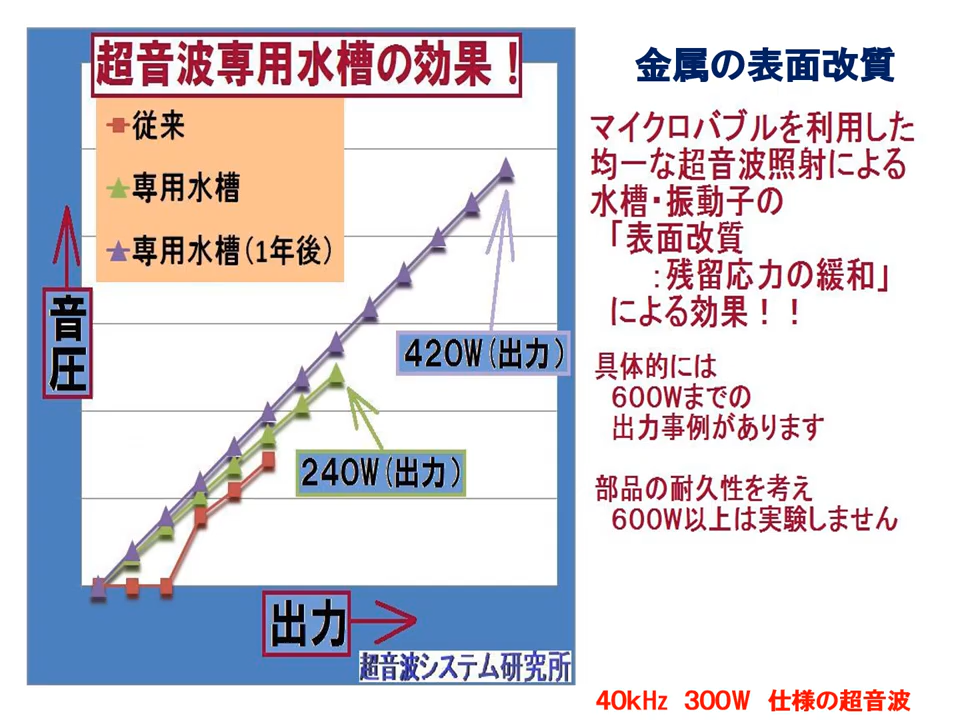 超音波専用水槽の効果！
従来
専用水槽
専用水槽(1年後)
音圧
420W(出力)
240W(出力)
出力
超音波システム研究所
金属の表面改質
マイクロバブルを利用した
均一な超音波照射による
水槽・振動子の
「表面改質
:残留応力の緩和」
による効果！！
具体的には
600Wまでの
出力事例があります
部品の耐久性を考え
600W以上は実験しません
40kHz 300W 仕様の超音波